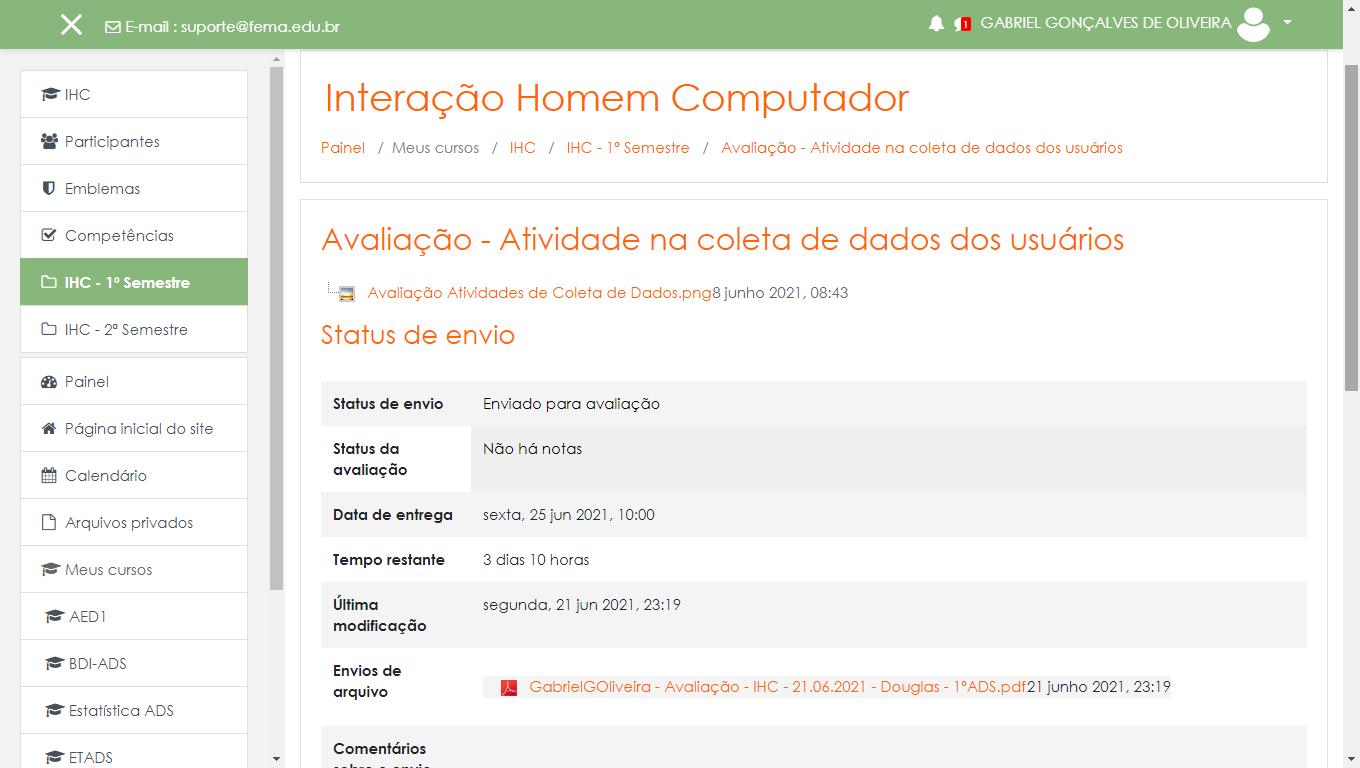 E-mail : suporte@fema.edu.br
1
GABRIEL GONÇALVES DE OLIVEIRA
IHC
Participantes
Emblemas
Competências
IHC - 1º Semestre
IHC - 2ª Semestre
Painel
Página inicial do site
Calendário
Arquivos privados
Meus cursos
AED1
BDI-ADS
Estatística ADS
ETADS
Interação Homem Computador
Painel / Meus cursos / IHC / IHC - 1º Semestre / Avaliação - Atividade na coleta de dados dos usuários
Avaliação - Atividade na coleta de dados dos usuários
Avaliação Atividades de Coleta de Dados.png8 junho 2021, 08:43
Status de envio
Status de envio Enviado para avaliação
Status da
avaliação
Não há notas
Data de entrega sexta, 25 jun 2021, 10:00
Tempo restante 3 dias 10 horas
Última
modificação
segunda, 21 jun 2021, 23:19
Envios de
arquivo
GabrielGOliveira - Avaliação - IHC - 21.06.2021 - Douglas - 1ºADS.pdf21 junho 2021, 23:19
Comentários
sobre o envio